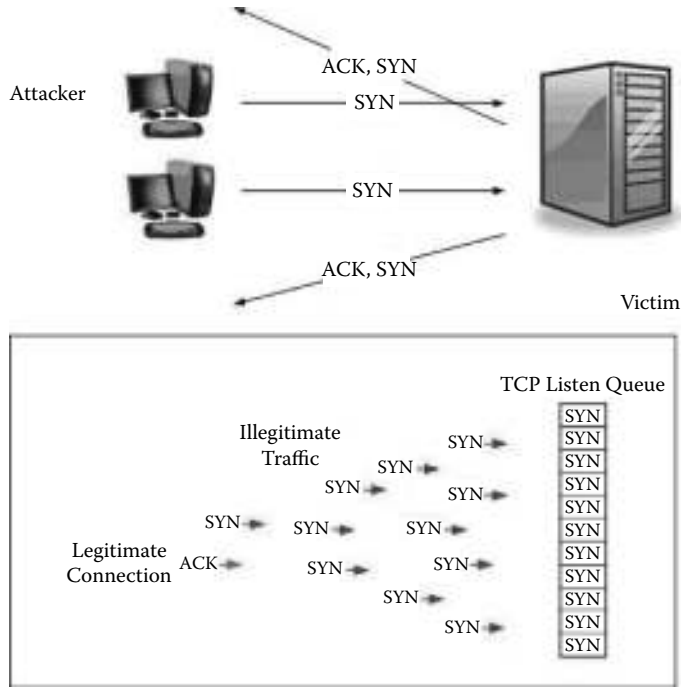 ACK, SYN
Attacker
SYN
SYN
ACK, SYN
Victim
TCP Listen Queue
SYN
SYN
SYN
SYN
SYN
SYN
SYN
SYN
SYN
SYN
SYN
Illegitimate
Traffic
SYN
SYN
SYN
SYN
SYN
SYN
SYN
Legitimate
Connection
ACK
SYN
SYN
SYN
SYN